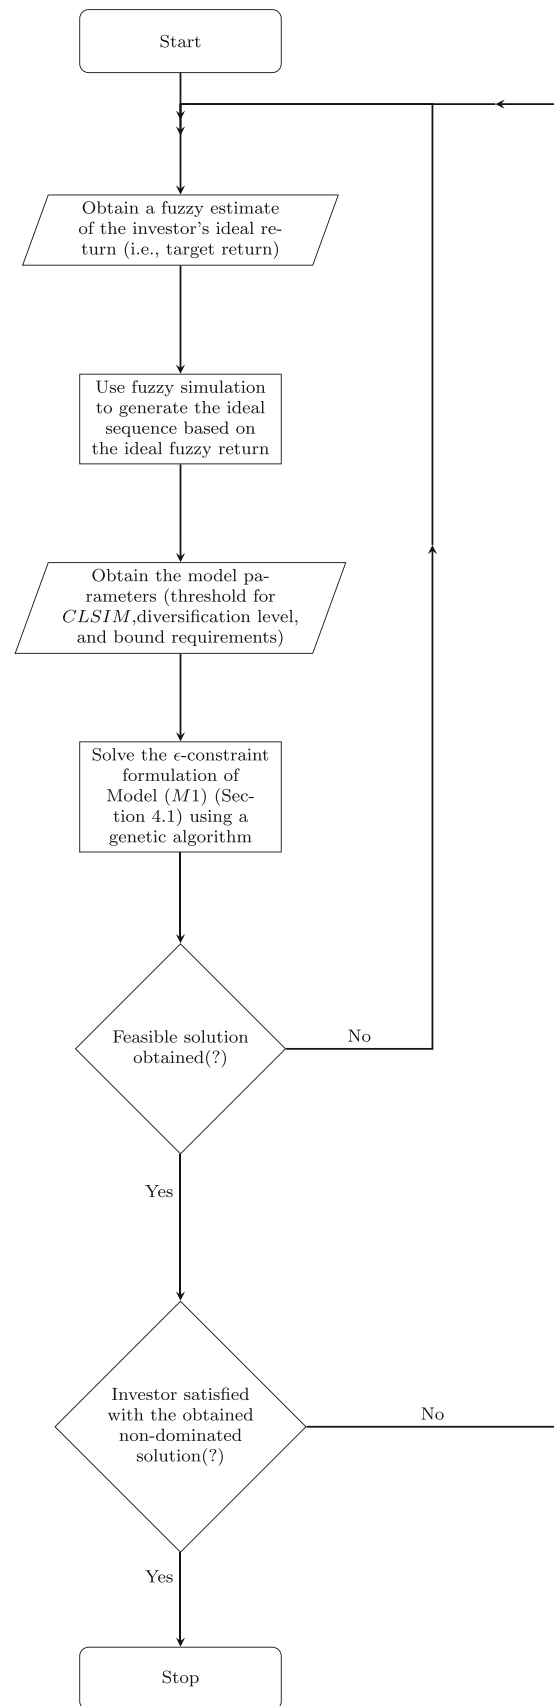 Start
Obtain a fuzzy estimate
of the investor's ideal re-
turn (i.e., target return)
Use fuzzy simulation
to generate the ideal
sequence based on
the ideal fuzzy return
Obtain the model pa-
rameters (threshold for
CLSIM,diversification level,
and bound requirements)
Solve the ϵ-constraint
formulation of
Model (M1) (Sec-
tion 4.1) using a
genetic algorithm
Feasible solution
obtained(?)
No
Yes
Investor satisfied
with the obtained
non-dominated
solution(?)
No
Yes
Stop